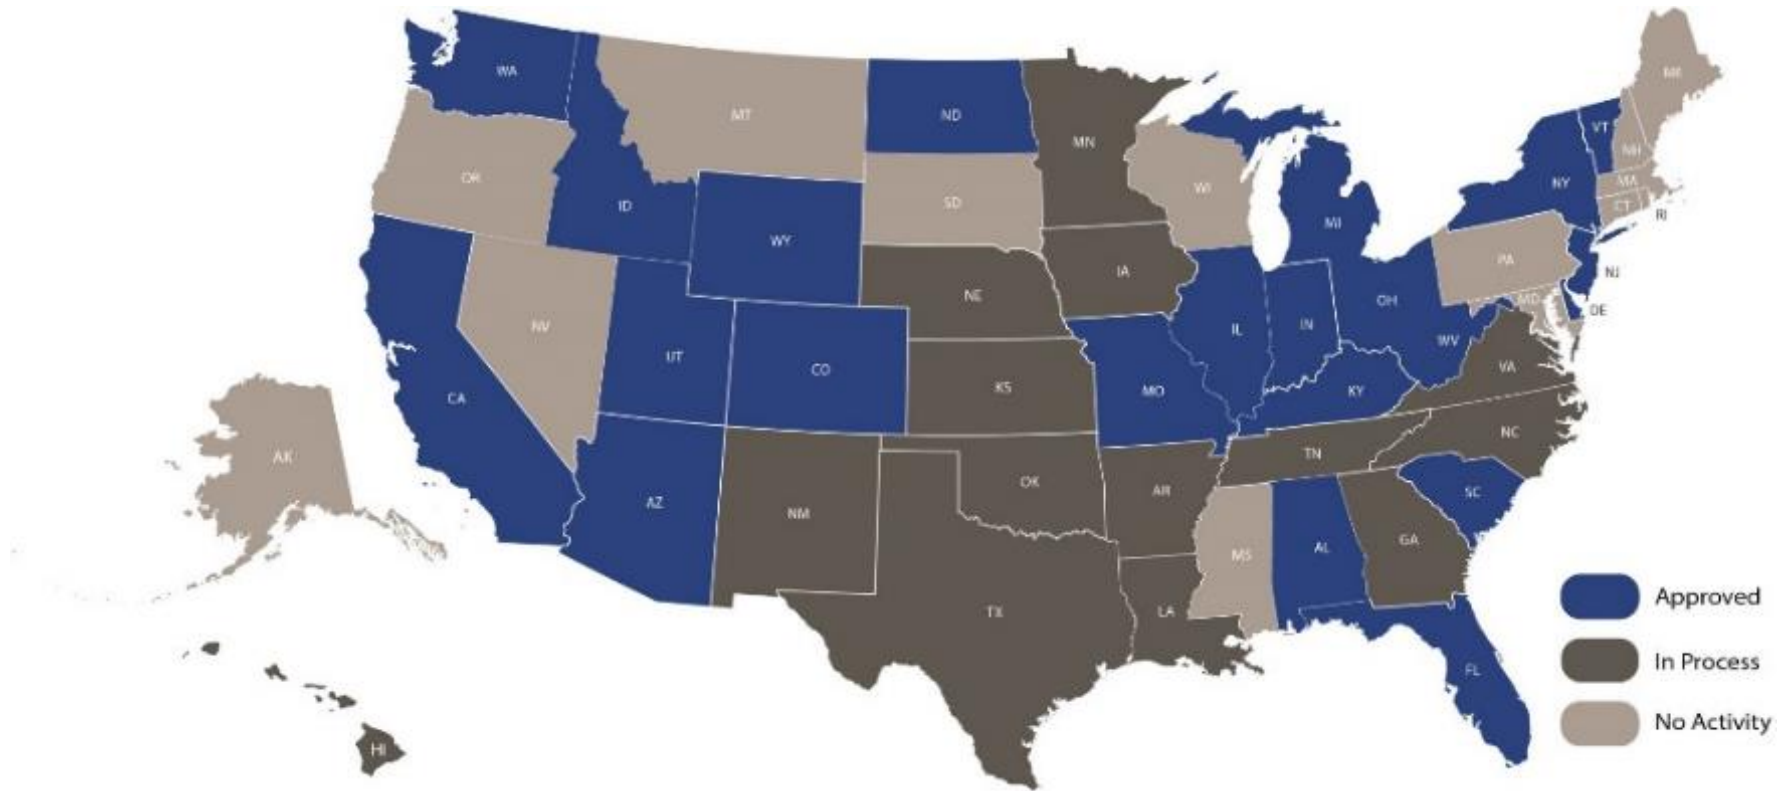 WA
MT
ND
MN
ME
VT
NH
OR
ID
SD
WI
NY
MA
CT
RI
WY
MI
PA
NJ
IA
NE
OH
MD
DE
NV
UT
CO
IL
IN
WV
VA
CA
KS
MO
KY
NC
AK
TN
AZ
NM
OK
AR
SC
MS
AL
GA
TX
LA
FL
HI
Approved
In Process
No Activity